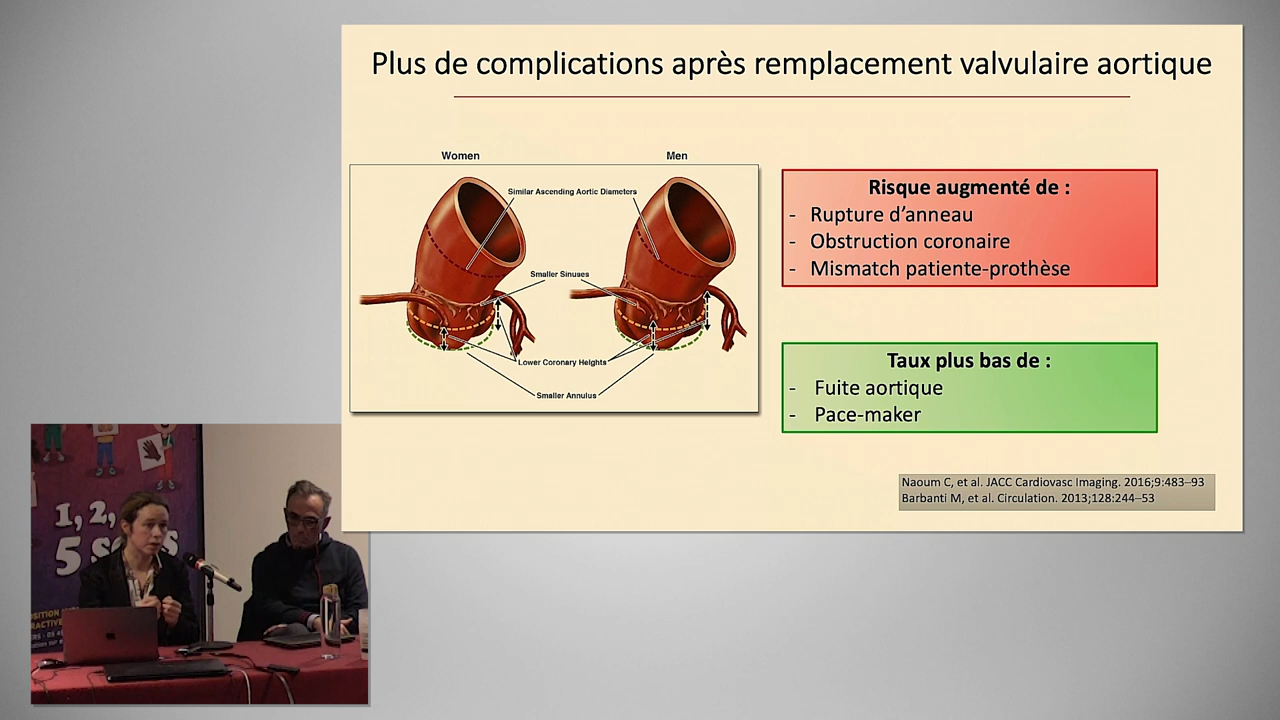 Plus de complications après remplacement valvulaire aortique
Women
Men
Similar Ascending Aortic Diameters
Smaller Sinuses
Lower Coronary Heights
Smaller Annulus
Risque augmenté de :
- Rupture d’anneau
- Obstruction coronaire
- Mismatch patiente-prothèse
Taux plus bas de :
- Fuite aortique
- Pace-maker
Naoum C, et al. JACC Cardiovasc Imaging. 2016;9:483–93
Barbanti M, et al. Circulation. 2013;128:244–53
1, 2,
5